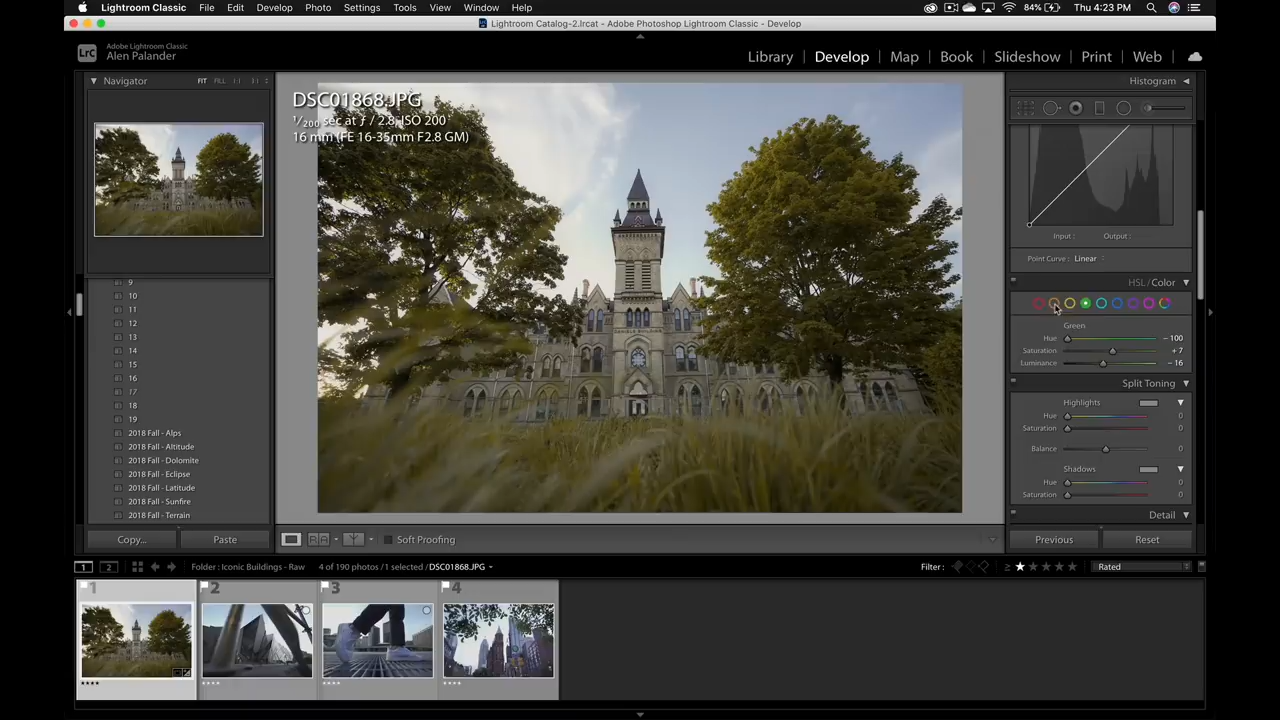 Lightroom Classic File Edit Develop Photo Settings Tools View Window Help 84% Thu 4:23 PM
Lightroom Catalog-2.lrcat - Adobe Photoshop Lightroom Classic - Develop
LrC Adobe Lightroom Classic
Alen Palander
Library Develop Map Book Slideshow Print Web
Navigator FIT FILL 1:1
Histogram
DSC01868.JPG
1/200 sec at ƒ / 2.8, ISO 200
16 mm (FE 16-35mm F2.8 GM)
Input : Output :
Point Curve : Linear
HSL / Color
Green
Hue - 100
Saturation + 7
Luminance - 16
Split Toning
Highlights
Hue 0
Saturation 0
Balance 0
Shadows
Hue 0
Saturation 0
Detail
9
10
11
12
13
14
15
16
17
18
19
2018 Fall - Alps
2018 Fall - Altitude
2018 Fall - Dolomite
2018 Fall - Eclipse
2018 Fall - Latitude
2018 Fall - Sunfire
2018 Fall - Terrain
Copy... Paste Soft Proofing Previous Reset
1 2 Folder : Iconic Buildings - Raw 4 of 190 photos / 1 selected / DSC01868.JPG Filter : ≥ Rated
1 2 3 4